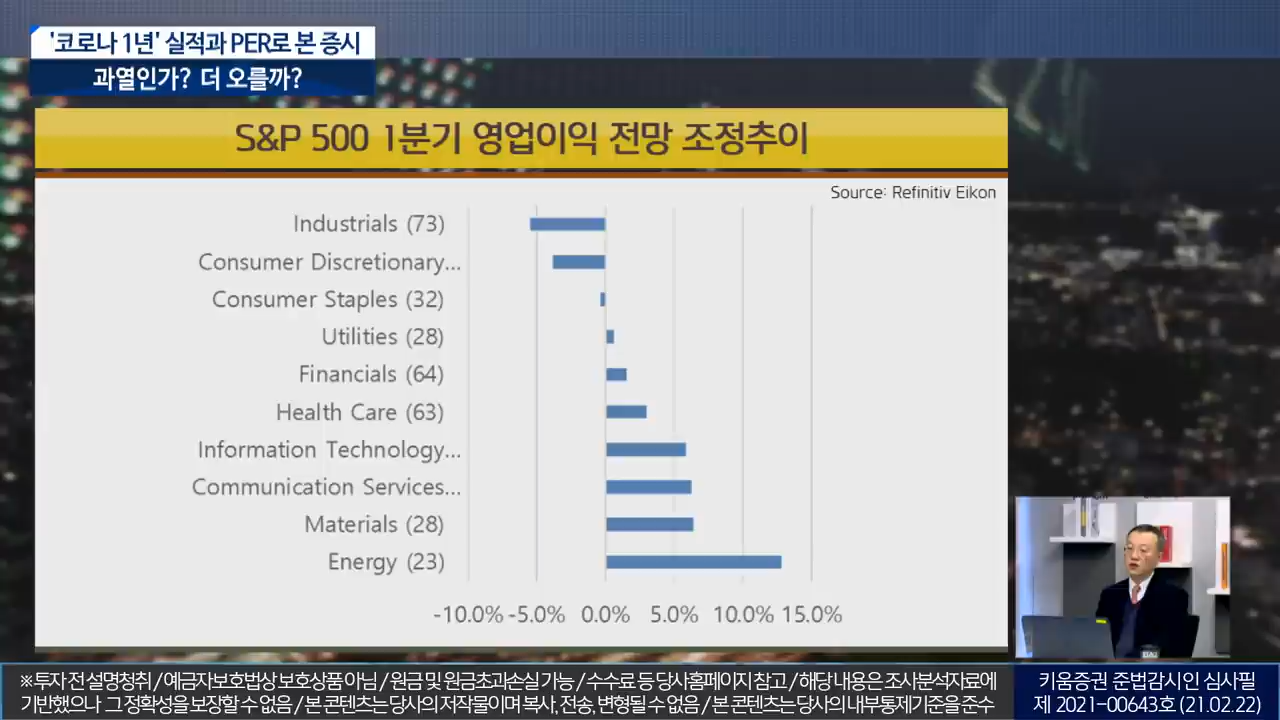 '코로나 1년' 실적과 PER로 본 증시
과열인가? 더 오를까?
S&P 500 1분기 영업이익 전망 조정추이
Source: Refinitiv Eikon
Industrials (73)
Consumer Discretionary...
Consumer Staples (32)
Utilities (28)
Financials (64)
Health Care (63)
Information Technology...
Communication Services...
Materials (28)
Energy (23)
-10.0% -5.0% 0.0% 5.0% 10.0% 15.0%
※투자 전 설명청취 / 예금자보호법상 보호상품 아님 / 원금 및 원금초과손실 가능 / 수수료 등 당사홈페이지 참고 / 해당 내용은 조사분석자료에
기반했으나 그 정확성을 보장할 수 없음 / 본 콘텐츠는 당사의 저작물이며 복사, 전송, 변형될 수 없음 / 본 콘텐츠는 당사의 내부통제기준을 준수
키움증권 준법감시인 심사필
제 2021-00643호 (21.02.22)